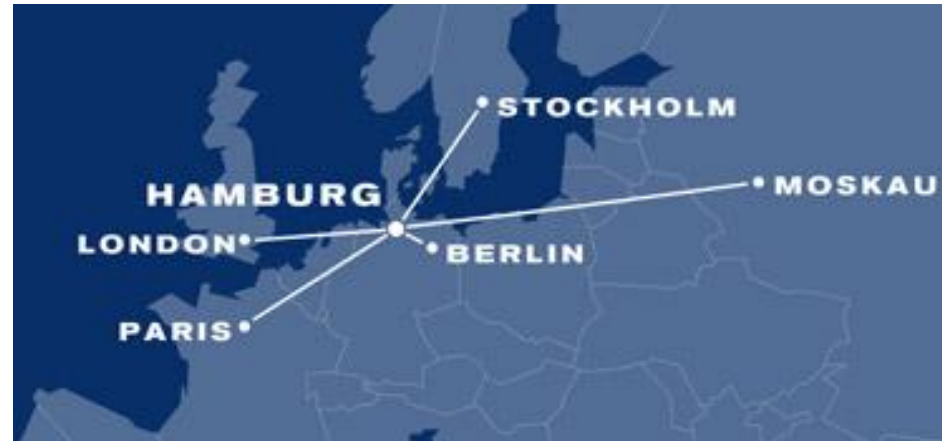 STOCKHOLM
MOSKAU
HAMBURG
LONDON
BERLIN
PARIS